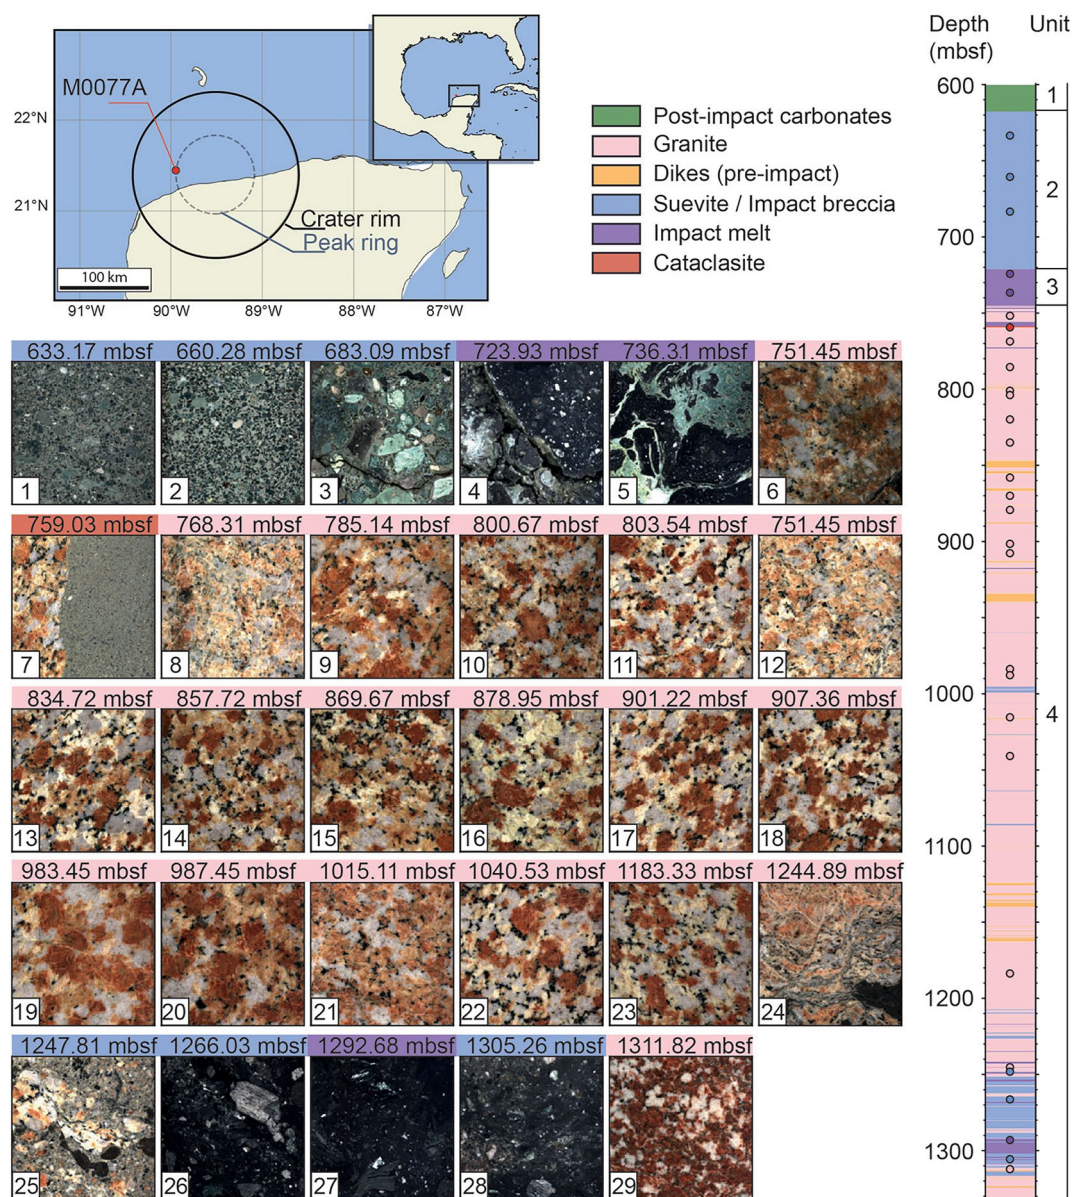 M0077A
22°N
21°N
Crater rim
Peak ring
100 km
91°W 90°W 89°W 88°W 87°W
Post-impact carbonates
Granite
Dikes (pre-impact)
Suevite / Impact breccia
Impact melt
Cataclasite
Depth
(mbsf)
Unit
600
700
800
900
1000
1100
1200
1300
1
2
3
4
633.17 mbsf 660.28 mbsf 683.09 mbsf 723.93 mbsf 736.31 mbsf 751.45 mbsf
1 2 3 4 5 6
759.03 mbsf 768.31 mbsf 785.14 mbsf 800.67 mbsf 803.54 mbsf 751.45 mbsf
7 8 9 10 11 12
834.72 mbsf 857.72 mbsf 869.67 mbsf 878.95 mbsf 901.22 mbsf 907.36 mbsf
13 14 15 16 17 18
983.45 mbsf 987.45 mbsf 1015.11 mbsf 1040.53 mbsf 1183.33 mbsf 1244.89 mbsf
19 20 21 22 23 24
1247.81 mbsf 1266.03 mbsf 1292.68 mbsf 1305.26 mbsf 1311.82 mbsf
25 26 27 28 29